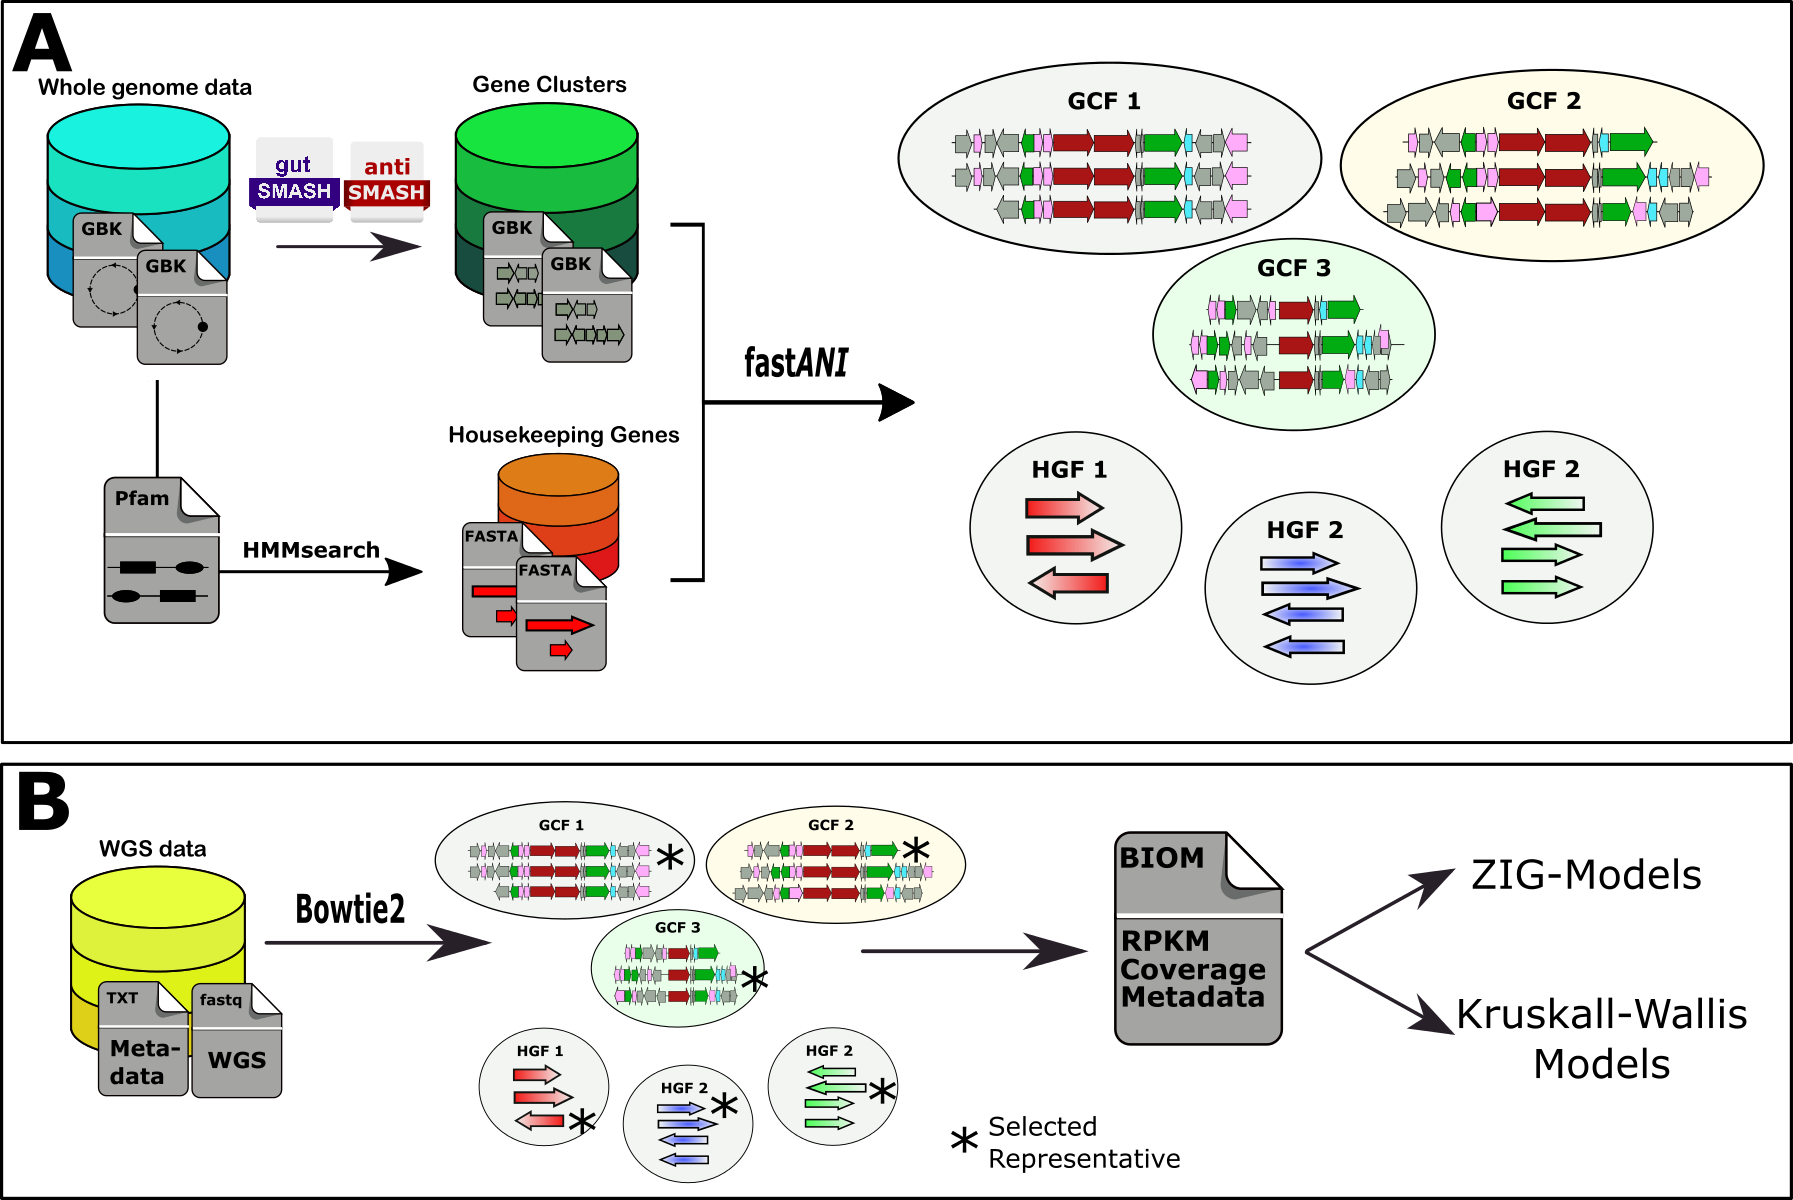 A
Whole genome data
Gene Clusters
gut
SMASH
anti
SMASH
GBK
GBK
GBK
GBK
GCF 1
GCF 2
GCF 3
fastANI
Housekeeping Genes
Pfam
HMMsearch
FASTA
FASTA
HGF 1
HGF 2
HGF 2
B
WGS data
TXT
Meta-
data
fastq
WGS
Bowtie2
GCF 1
GCF 2
GCF 3
HGF 1
HGF 2
HGF 2
* Selected
Representative
BIOM
RPKM
Coverage
Metadata
ZIG-Models
Kruskall-Wallis
Models